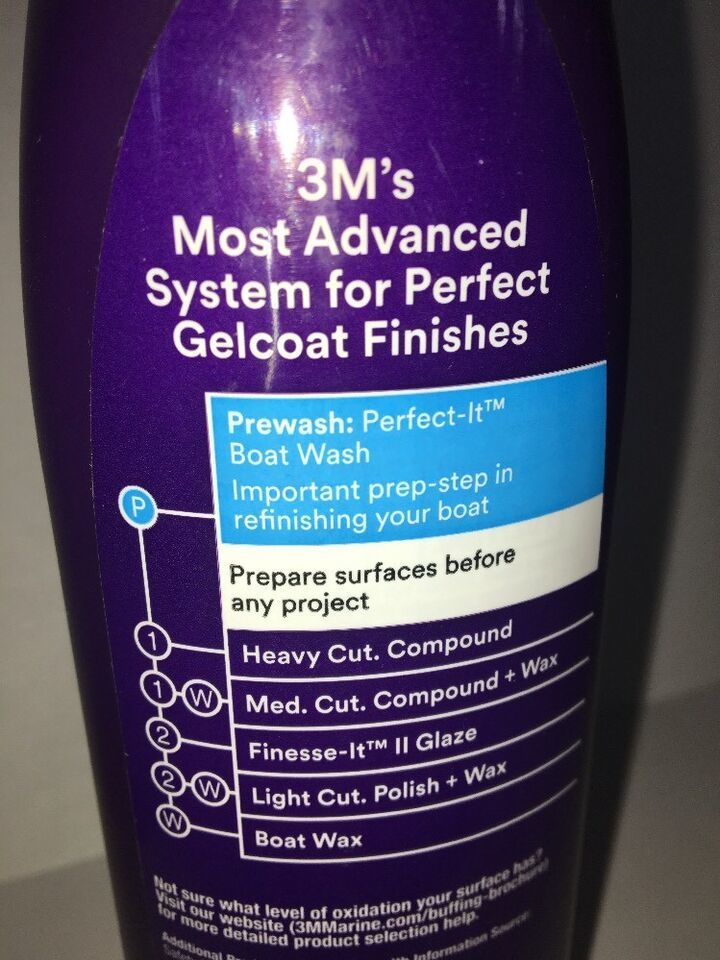 3M's
Most Advanced
System for Perfect
Gelcoat Finishes
Prewash: Perfect-It™
Boat Wash
Important prep-step in
refinishing your boat
P
Prepare surfaces before
any project
1 Heavy Cut. Compound
1 W Med. Cut. Compound + Wax
2 Finesse-It™ II Glaze
2 W Light Cut. Polish + Wax
W Boat Wax
Not sure what level of oxidation your surface has?
Visit our website (3MMarine.com/buffing-brochure)
for more detailed product selection help.
Additional
Information